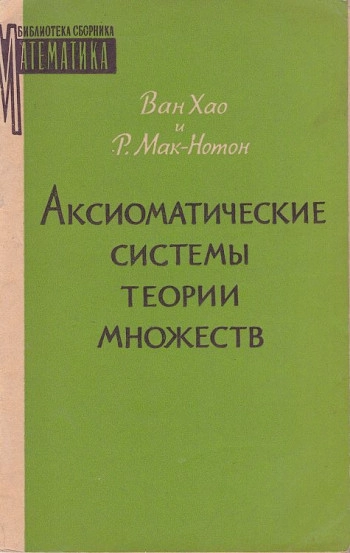 БИБЛИОТЕКА СБОРНИКА
МАТЕМАТИКА
Ван Хао
и
Р. Мак-Нотон
Аксиоматические
системы
теории
множеств